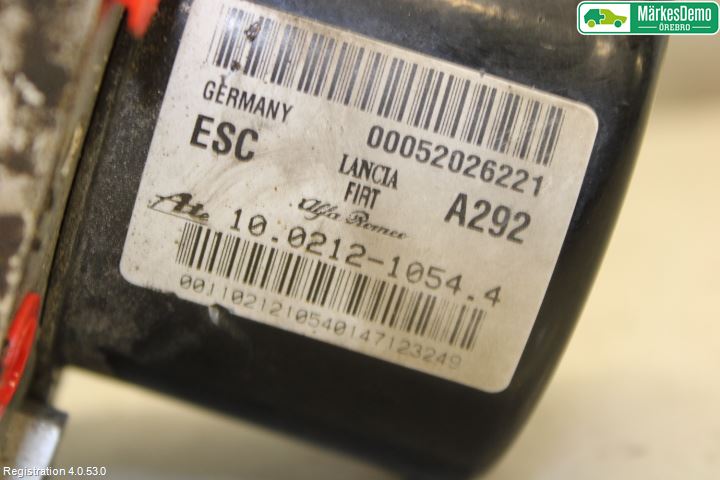 MärkesDemo
ÖREBRO
GERMANY
00052026221
ESC
LANCIA
FIAT
Alfa Romeo
A292
Ate 10.0212-1054.4
0011021210540147123249
Registration 4.0.53.0